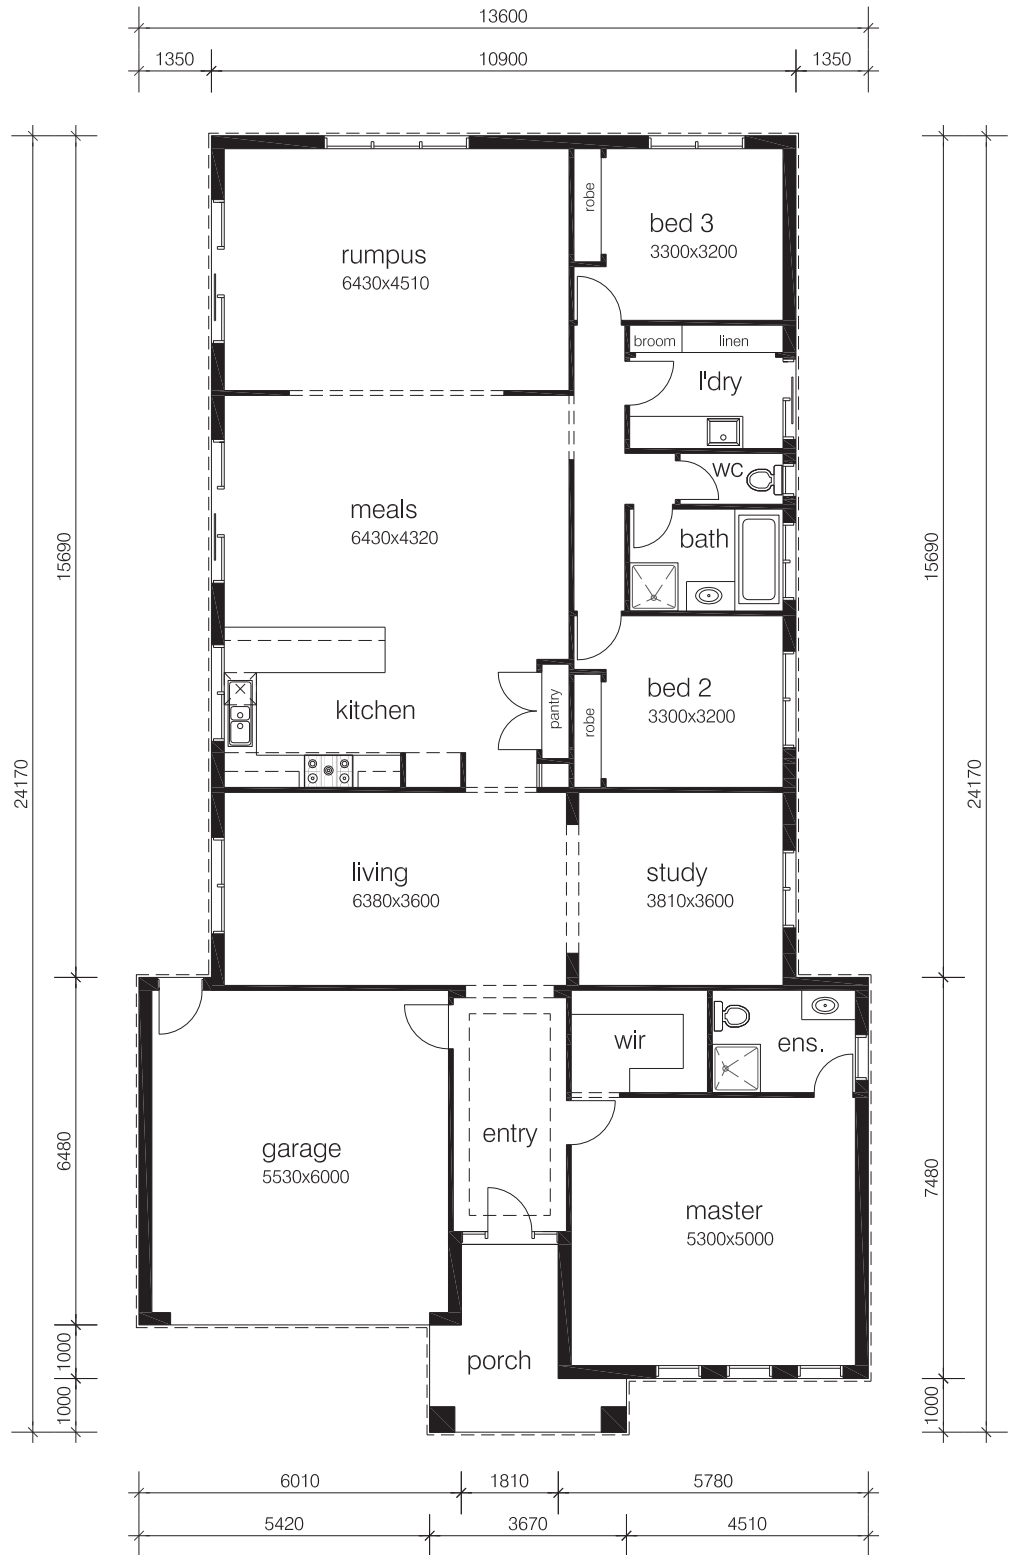 13600
1350
10900
1350
robe
bed 3
3300x3200
rumpus
6430x4510
broom
linen
l'dry
wc
meals
6430x4320
bath
15690
15690
bed 2
3300x3200
kitchen
pantry
robe
24170
24170
living
6380x3600
study
3810x3600
wir
ens.
entry
garage
5530x6000
6480
7480
master
5300x5000
porch
1000
1000
1000
6010
1810
5780
5420
3670
4510